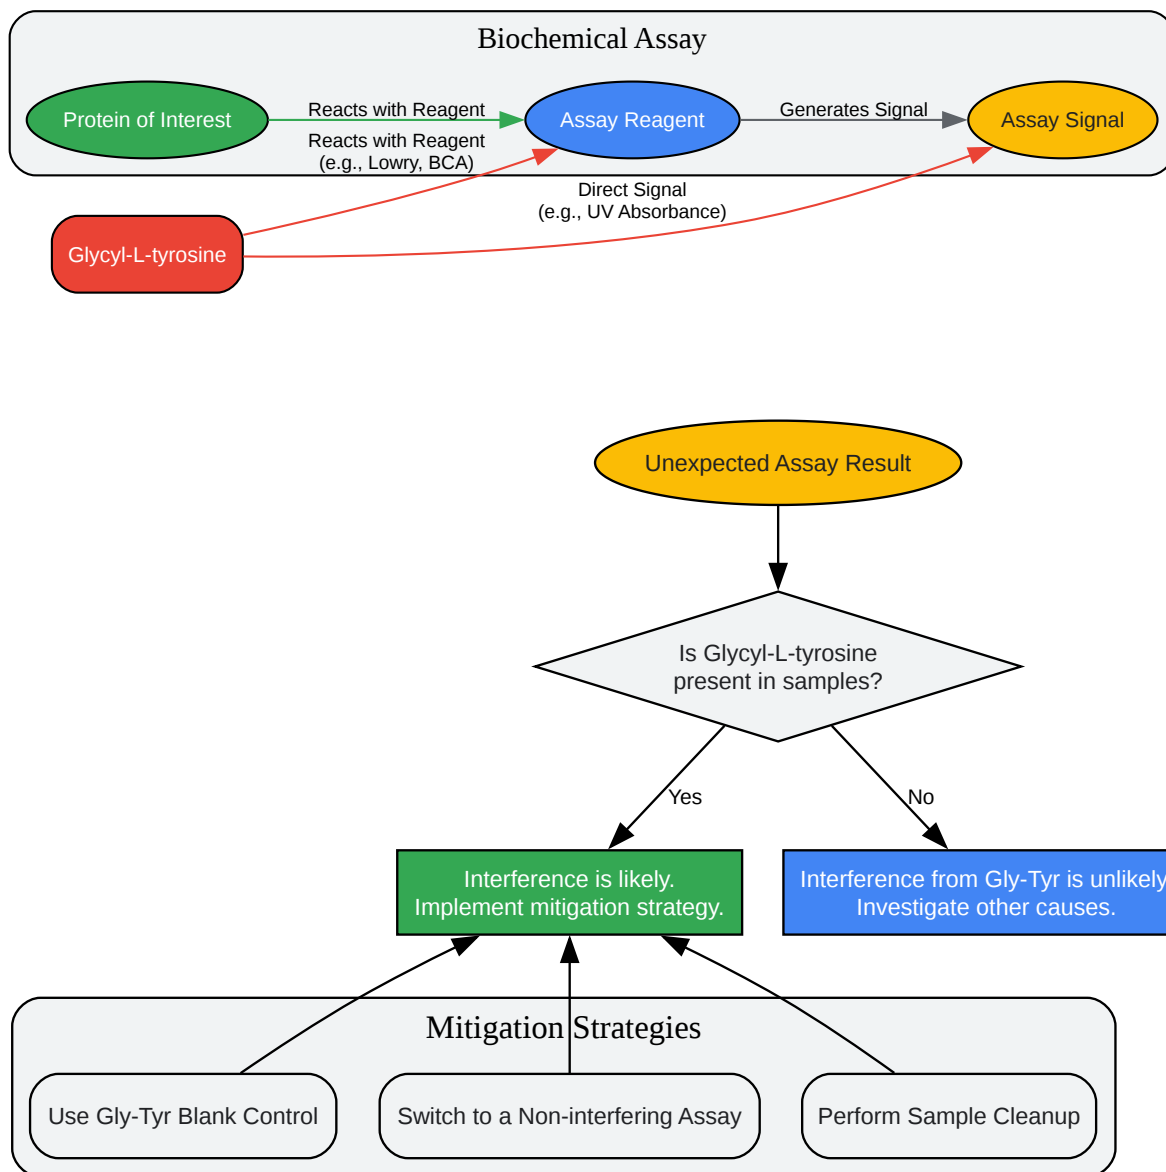 Biochemical Assay
Protein of Interest
Reacts with Reagent
Assay Reagent
Generates Signal
Assay Signal
Reacts with Reagent
(e.g., Lowry, BCA)
Direct Signal
(e.g., UV Absorbance)
Glycyl-L-tyrosine
Unexpected Assay Result
Is Glycyl-L-tyrosine
present in samples?
Yes
No
Interference is likely.
Implement mitigation strategy.
Interference from Gly-Tyr is unlikely
Investigate other causes.
Mitigation Strategies
Use Gly-Tyr Blank Control
Switch to a Non-interfering Assay
Perform Sample Cleanup